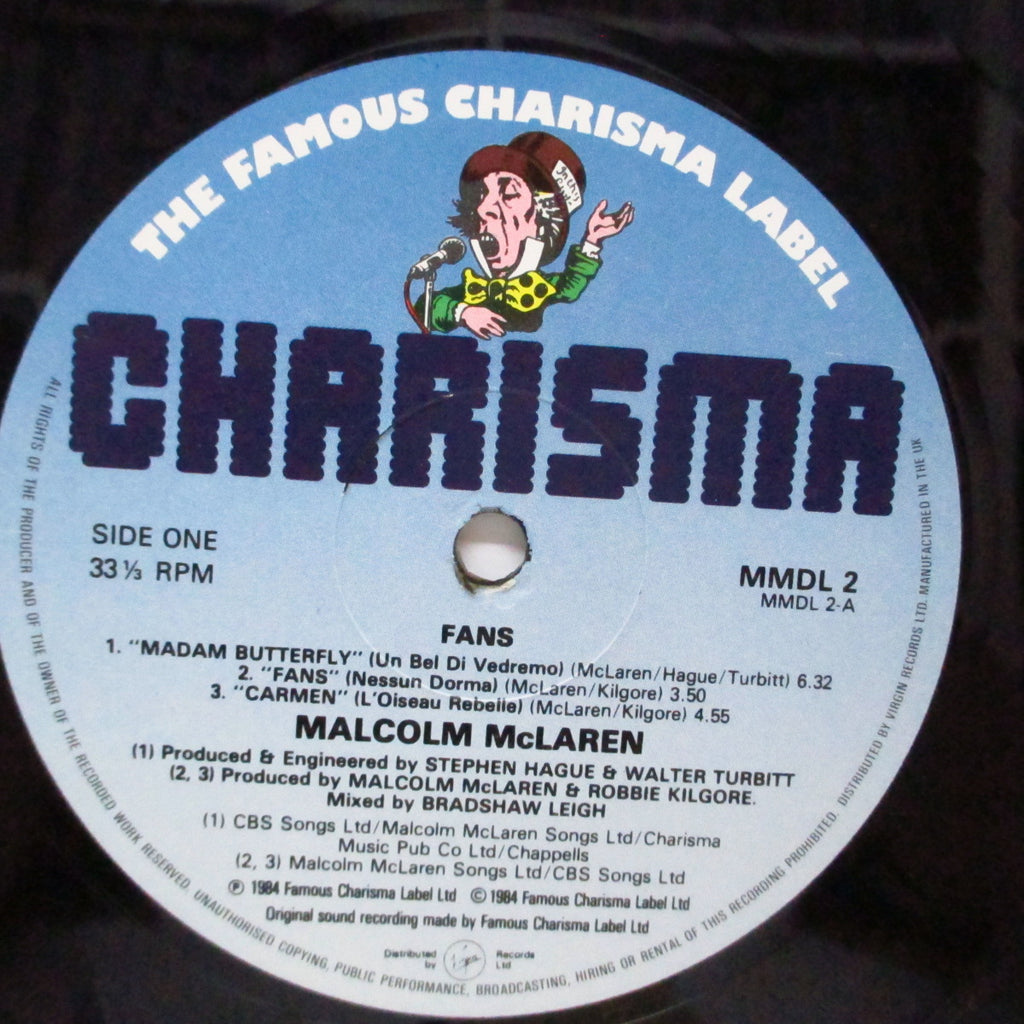 THE FAMOUS CHARISMA LABEL
CHARISMA
SIDE ONE
33 ⅓ RPM
MMDL 2
MMDL 2-A
FANS
1. "MADAM BUTTERFLY" (Un Bel Di Vedremo) (McLaren/Hague/Turbitt) 6.32
2. "FANS" (Nessun Dorma) (McLaren/Kilgore) 3.50
3. "CARMEN" (L'Oiseau Rebelle) (McLaren/Kilgore) 4.55
MALCOLM McLAREN
(1) Produced & Engineered by STEPHEN HAGUE & WALTER TURBITT
(2, 3) Produced by MALCOLM McLAREN & ROBBIE KILGORE.
Mixed by BRADSHAW LEIGH
(1) CBS Songs Ltd/Malcolm McLaren Songs Ltd/Charisma
Music Pub Co Ltd/Chappells
(2, 3) Malcolm McLaren Songs Ltd/CBS Songs Ltd
℗ 1984 Famous Charisma Label Ltd © 1984 Famous Charisma Label Ltd
Original sound recording made by Famous Charisma Label Ltd
Distributed by Virgin Records Ltd
ALL RIGHTS OF THE PRODUCER AND OF THE OWNER OF THE RECORDED WORK RESERVED. UNAUTHORISED COPYING, PUBLIC PERFORMANCE, BROADCASTING, HIRING OR RENTAL OF THIS RECORDING PROHIBITED. DISTRIBUTED BY VIRGIN RECORDS LTD. MANUFACTURED IN THE UK